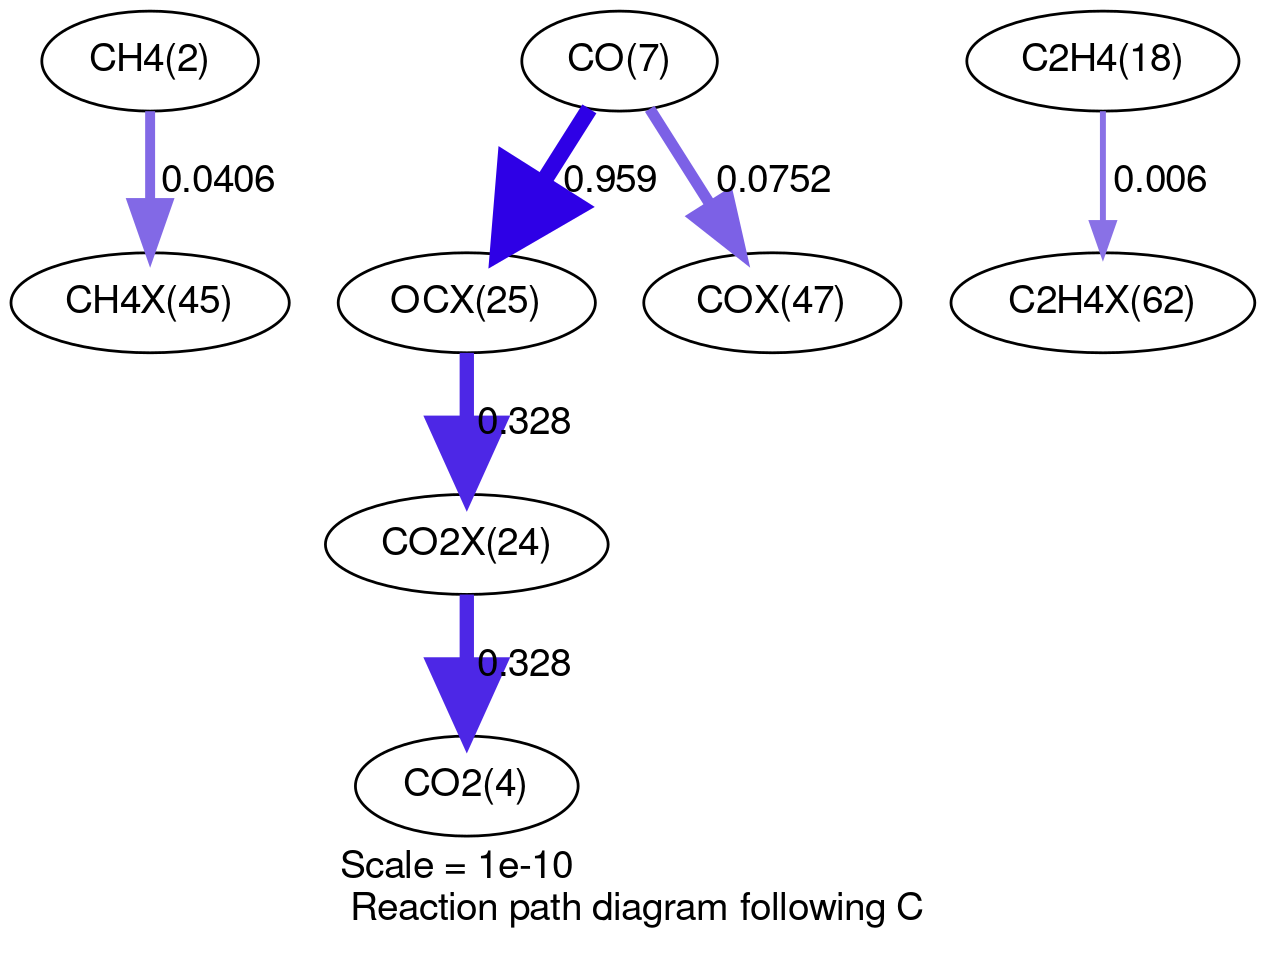 CH4(2)
CO(7)
C2H4(18)
0.0406
0.959
0.0752
0.006
CH4X(45)
OCX(25)
COX(47)
C2H4X(62)
0.328
CO2X(24)
0.328
CO2(4)
Scale = 1e-10
Reaction path diagram following C